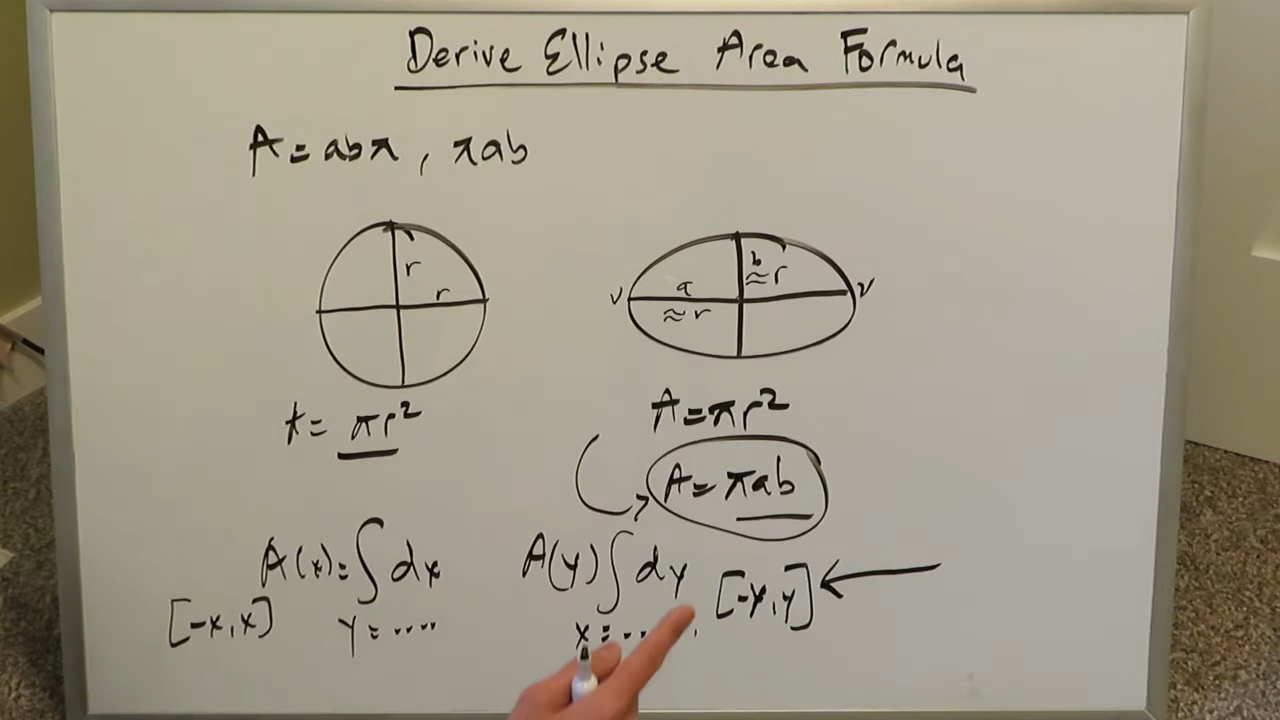 Derive Ellipse Area Formula
A = abπ, πab
r
r
b
≈ r
a
≈ r
v
v
A = πr²
A = πr²
A = πab
A(x) = ∫ dx
A(y) ∫ dy
[-x, x]
y = ....
x = ....
[-y, y]